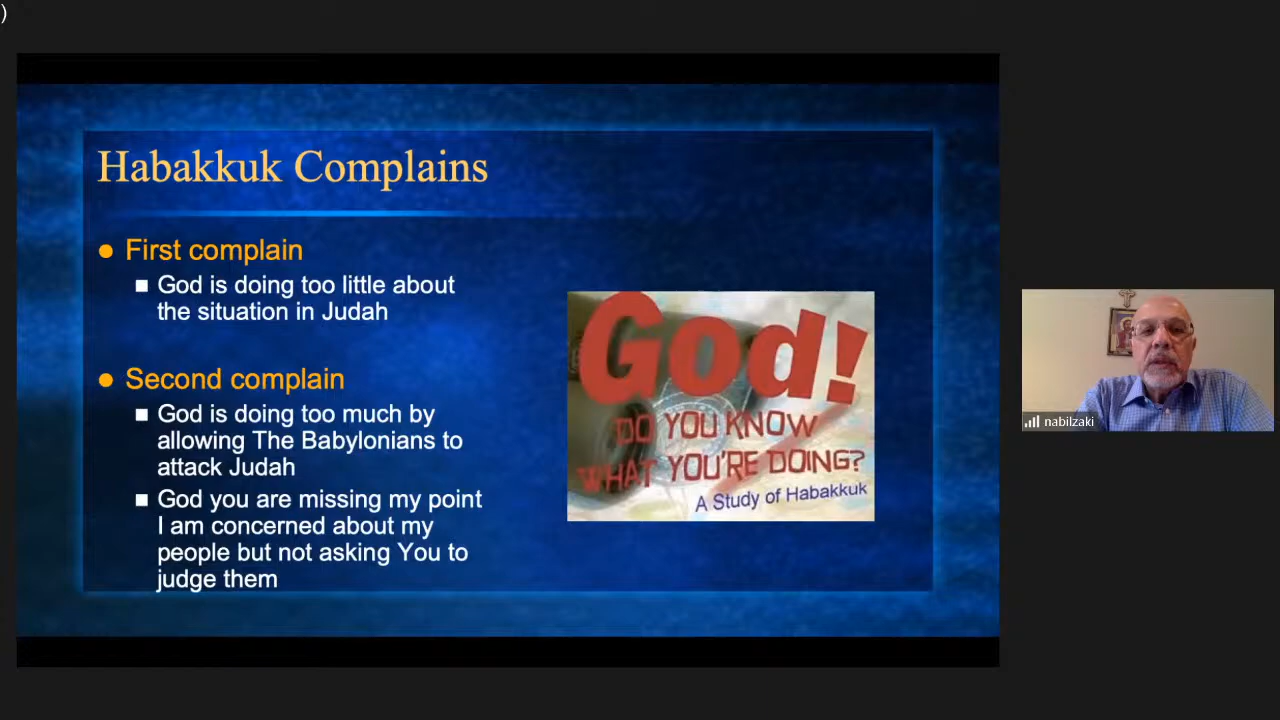 )
Habakkuk Complains
● First complain
■ God is doing too little about
the situation in Judah
● Second complain
■ God is doing too much by
allowing The Babylonians to
attack Judah
■ God you are missing my point
I am concerned about my
people but not asking You to
judge them
God!
DO YOU KNOW
WHAT YOU'RE DOING?
A Study of Habakkuk
nabilzaki